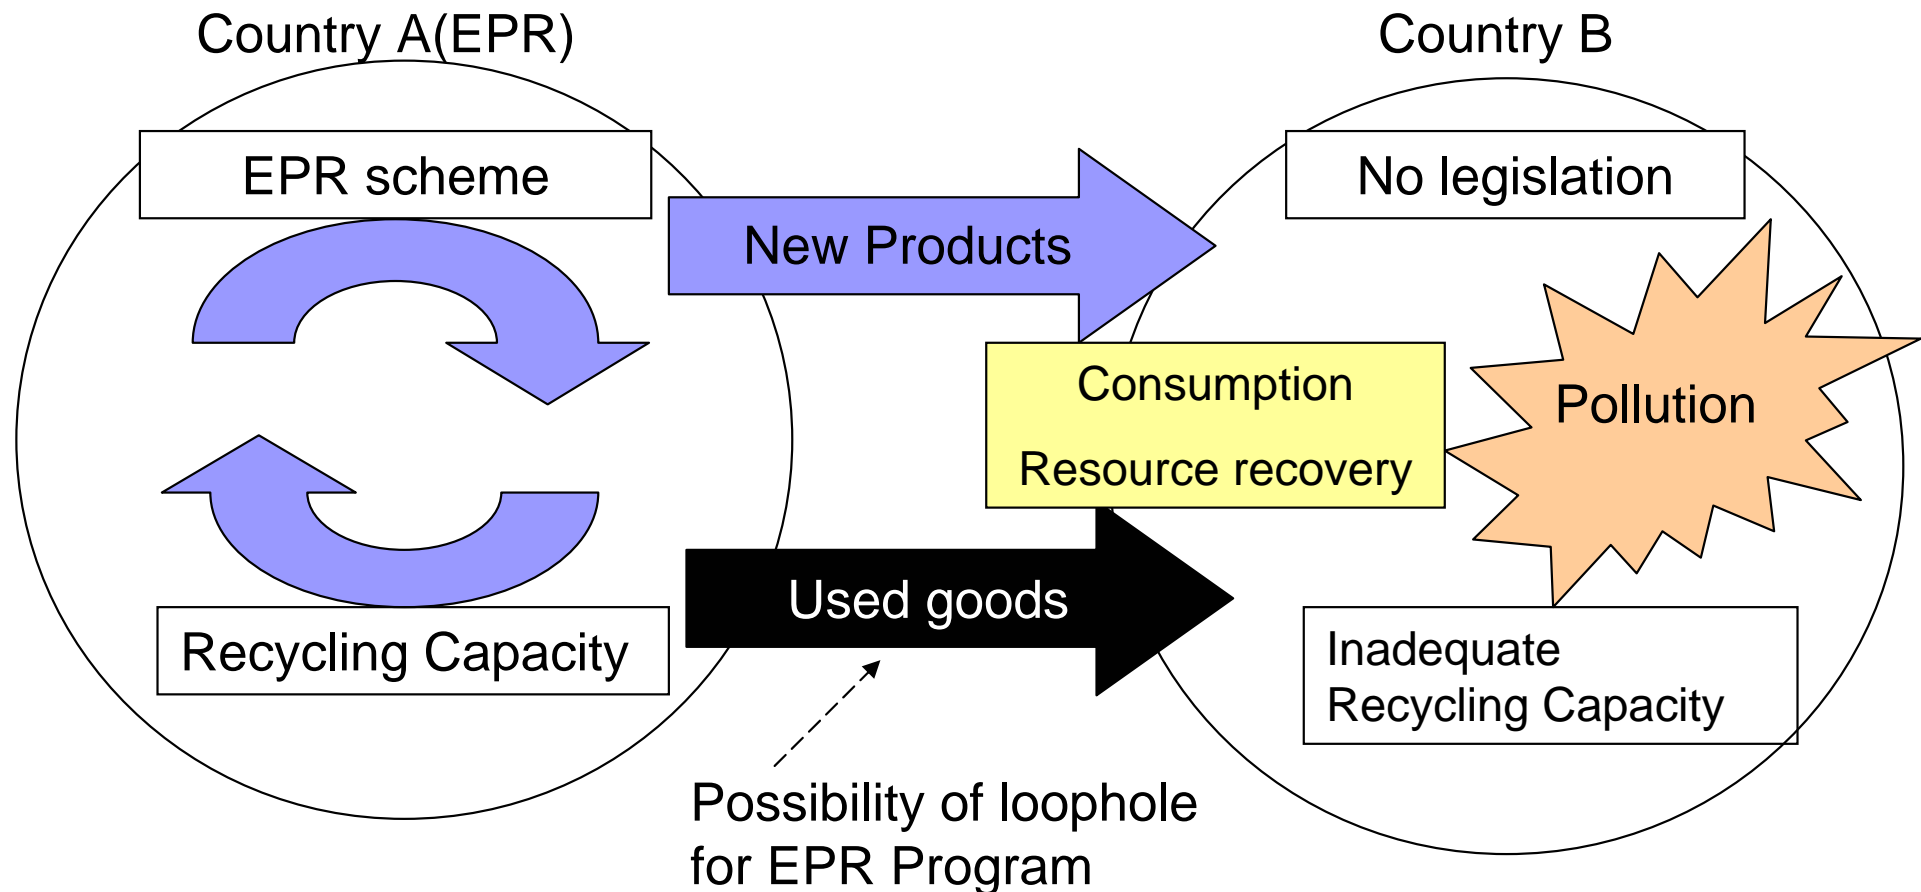 Country A(EPR)
Country B
EPR scheme
No legislation
New Products
Consumption
Resource recovery
Pollution
Used goods
Recycling Capacity
Inadequate
Recycling Capacity
Possibility of loophole
for EPR Program